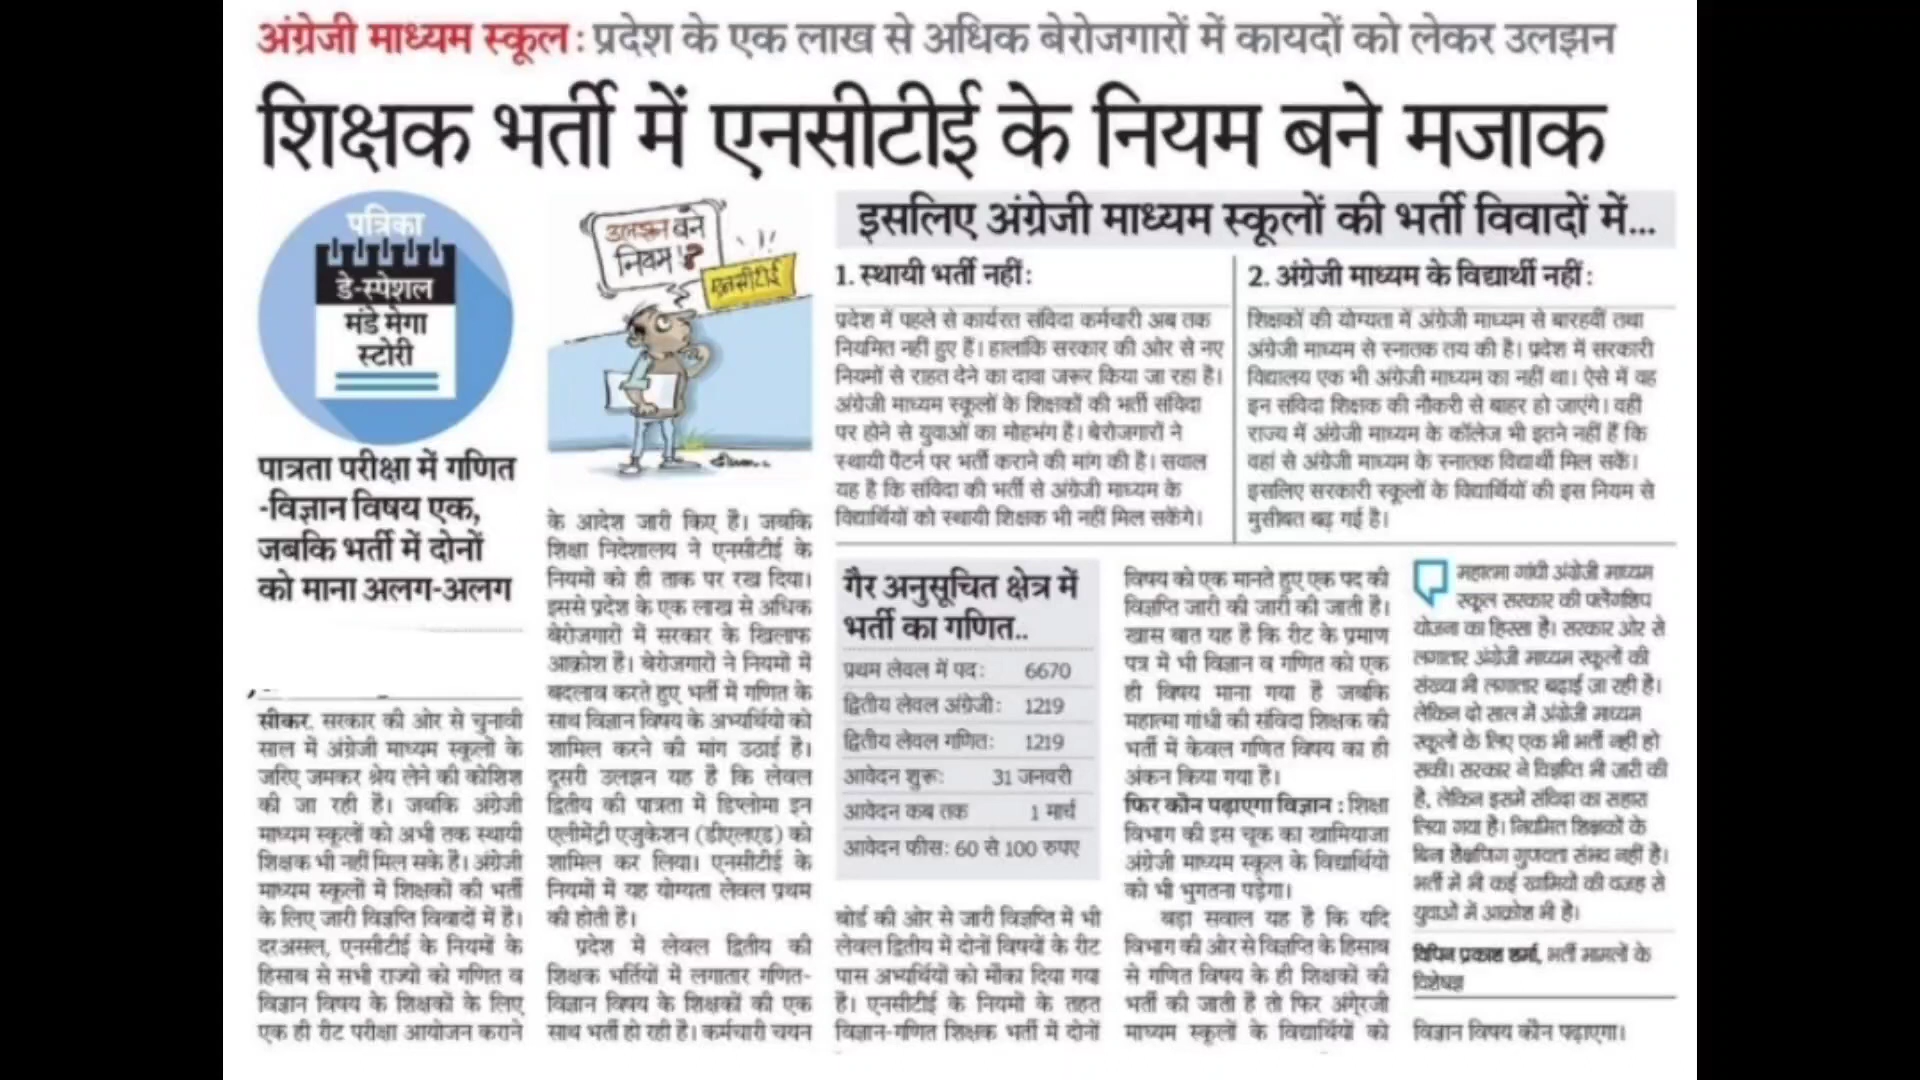 अंग्रेजी माध्यम स्कूल: प्रदेश के एक लाख से अधिक बेरोजगारों में कायदों को लेकर उलझन
शिक्षक भर्ती में एनसीटीई के नियम बने मजाक
पत्रिका
डे-स्पेशल
मंडे मेगा
स्टोरी
पात्रता परीक्षा में गणित
-विज्ञान विषय एक,
जबकि भर्ती में दोनों
को माना अलग-अलग
सीकर. सरकार की ओर से चुनावी
साल में अंग्रेजी माध्यम स्कूलों के
जरिए जमकर श्रेय लेने की कोशिश
की जा रही है। जबकि अंग्रेजी
माध्यम स्कूलों को अभी तक स्थायी
शिक्षक भी नहीं मिल सके है। अंग्रेजी
माध्यम स्कूलों में शिक्षकों की भर्ती
के लिए जारी विज्ञप्ति विवादों में है।
दरअसल, एनसीटीई के नियमों के
हिसाब से सभी राज्यों को गणित व
विज्ञान विषय के शिक्षकों के लिए
एक ही रीट परीक्षा आयोजन कराने
उलझन बने
नियम !?
एनसीटीई
के आदेश जारी किए है। जबकि
शिक्षा निदेशालय ने एनसीटीई के
नियमों को ही ताक पर रख दिया।
इससे प्रदेश के एक लाख से अधिक
बेरोजगारों में सरकार के खिलाफ
आक्रोश है। बेरोजगारों ने नियमों में
बदलाव करते हुए भर्ती में गणित के
साथ विज्ञान विषय के अभ्यर्थियों को
शामिल करने की मांग उठाई है।
दूसरी उलझन यह है कि लेवल
द्वितीय की पात्रता में डिप्लोमा इन
एलीमेंट्री एजुकेशन (डीएलएड) को
शामिल कर लिया। एनसीटीई के
नियमों में यह योग्यता लेवल प्रथम
की होती है।
प्रदेश में लेवल द्वितीय की
शिक्षक भर्तियों में लगातार गणित-
विज्ञान विषय के शिक्षकों की एक
साथ भर्ती हो रही है। कर्मचारी चयन
इसलिए अंग्रेजी माध्यम स्कूलों की भर्ती विवादों में...
1. स्थायी भर्ती नहीं:
प्रदेश में पहले से कार्यरत संविदा कर्मचारी अब तक
नियमित नहीं हुए हैं। हालांकि सरकार की ओर से नए
नियमों से राहत देने का दावा जरूर किया जा रहा है।
अंग्रेजी माध्यम स्कूलों के शिक्षकों की भर्ती संविदा
पर होने से युवाओं का मोहभंग है। बेरोजगारों ने
स्थायी पैटर्न पर भर्ती कराने की मांग की है। सवाल
यह है कि संविदा की भर्ती से अंग्रेजी माध्यम के
विद्यार्थियों को स्थायी शिक्षक भी नहीं मिल सकेंगे।
2. अंग्रेजी माध्यम के विद्यार्थी नहीं:
शिक्षकों की योग्यता में अंग्रेजी माध्यम से बारहवीं तथा
अंग्रेजी माध्यम से स्नातक तय की है। प्रदेश में सरकारी
विद्यालय एक भी अंग्रेजी माध्यम का नहीं था। ऐसे में वह
इन संविदा शिक्षक की नौकरी से बाहर हो जाएंगे। वहीं
राज्य में अंग्रेजी माध्यम के कॉलेज भी इतने नहीं हैं कि
वहां से अंग्रेजी माध्यम के स्नातक विद्यार्थी मिल सकें।
इसलिए सरकारी स्कूलों के विद्यार्थियों की इस नियम से
मुसीबत बढ़ गई है।
गैर अनुसूचित क्षेत्र में
भर्ती का गणित..
प्रथम लेवल में पद: 6670
द्वितीय लेवल अंग्रेजी: 1219
द्वितीय लेवल गणित: 1219
आवेदन शुरू: 31 जनवरी
आवेदन कब तक 1 मार्च
आवेदन फीस: 60 से 100 रुपए
बोर्ड की ओर से जारी विज्ञप्ति में भी
लेवल द्वितीय में दोनों विषयों के रीट
पास अभ्यर्थियों को मौका दिया गया
है। एनसीटीई के नियमों के तहत
विज्ञान-गणित शिक्षक भर्ती में दोनों
विषय को एक मानते हुए एक पद की
विज्ञप्ति जारी की जारी की जाती है।
खास बात यह है कि रीट के प्रमाण
पत्र में भी विज्ञान व गणित को एक
ही विषय माना गया है जबकि
महात्मा गांधी की संविदा शिक्षक की
भर्ती में केवल गणित विषय का ही
अंकन किया गया है।
फिर कौन पढ़ाएगा विज्ञान : शिक्षा
विभाग की इस चूक का खामियाजा
अंग्रेजी माध्यम स्कूल के विद्यार्थियों
को भी भुगतना पड़ेगा।
बड़ा सवाल यह है कि यदि
विभाग की ओर से विज्ञप्ति के हिसाब
से गणित विषय के ही शिक्षकों की
भर्ती की जाती है तो फिर अंगे्रजी
माध्यम स्कूलों के विद्यार्थियों को
महात्मा गांधी अंग्रेजी माध्यम
स्कूल सरकार की फ्लैगशिप
योजना का हिस्सा है। सरकार ओर से
लगातार अंग्रेजी माध्यम स्कूलों की
संख्या भी लगातार बढ़ाई जा रही है।
लेकिन दो साल में अंग्रेजी माध्यम
स्कूलों के लिए एक भी भर्ती नहीं हो
सकी। सरकार ने विज्ञप्ति भी जारी की
है, लेकिन इसमें संविदा का सहारा
लिया गया है। नियमित शिक्षकों के
बिना शैक्षणिग गुणवता संभव नहीं है।
भर्ती में भी कई खामियों की वजह से
युवाओं में आक्रोश भी है।
विपिन प्रकाश शर्मा, भर्ती मामलों के
विशेषज्ञ
विज्ञान विषय कौन पढ़ाएगा।